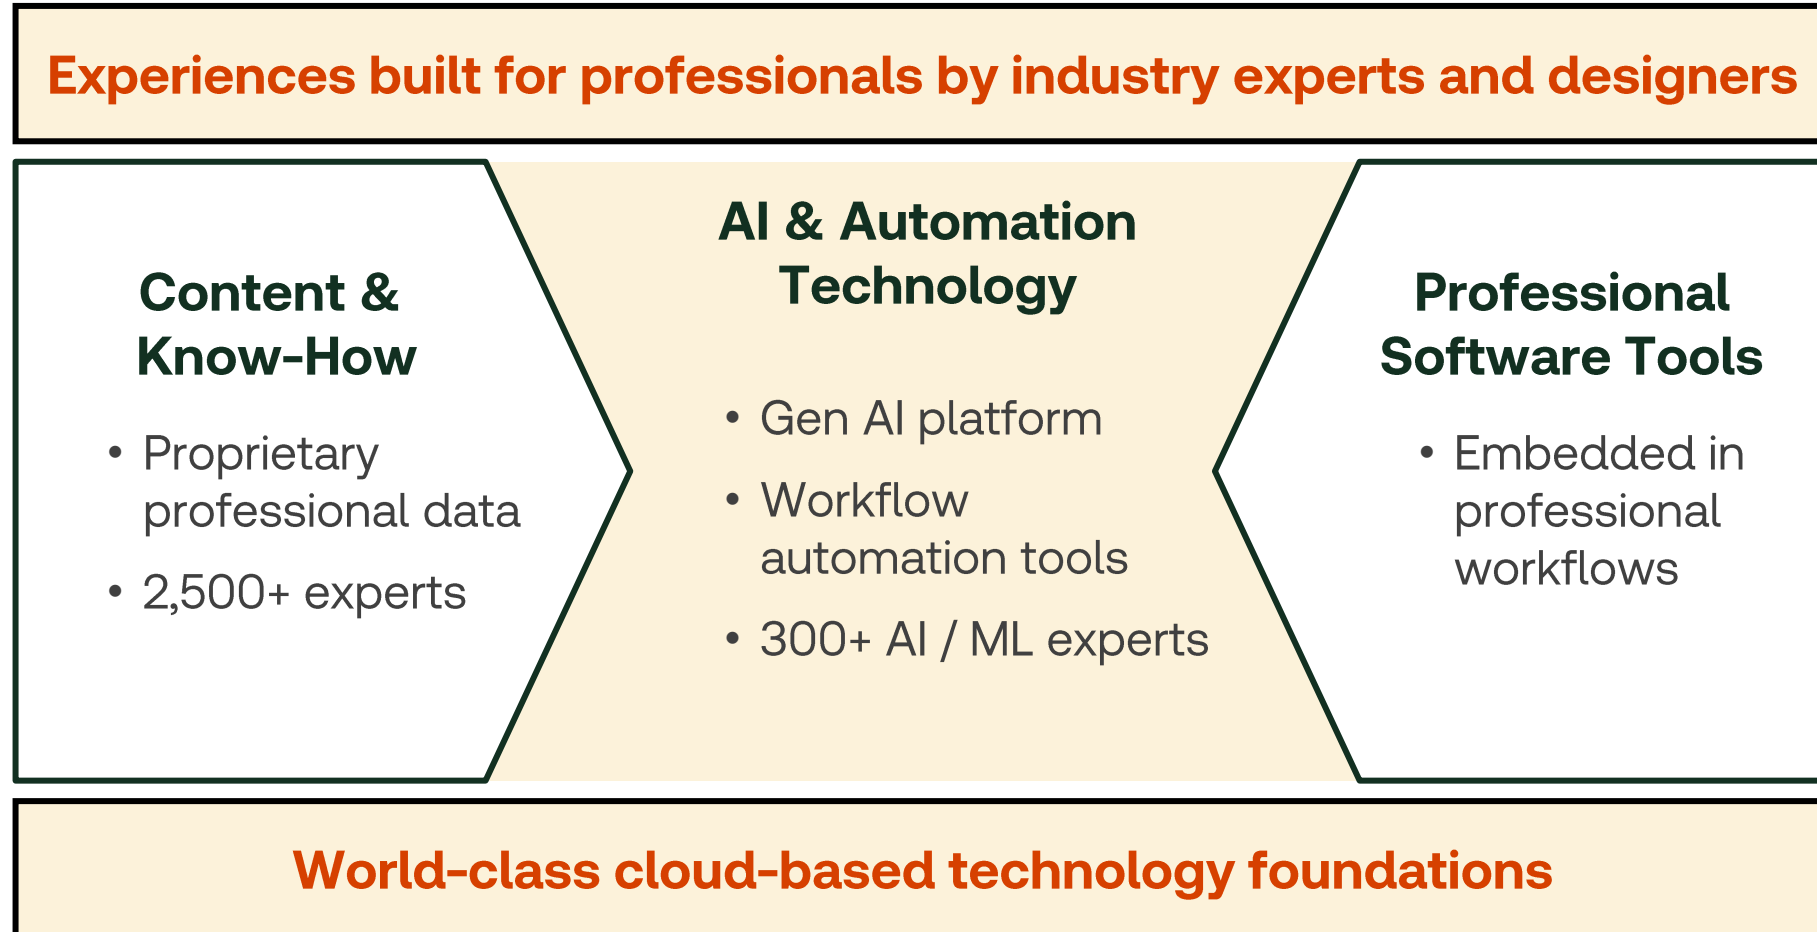 Experiences built for professionals by industry experts and designers
Content &
Know-How
• Proprietary
professional data
• 2,500+ experts
AI & Automation
Technology
• Gen AI platform
• Workflow
automation tools
• 300+ AI / ML experts
Professional
Software Tools
• Embedded in
professional
workflows
World-class cloud-based technology foundations